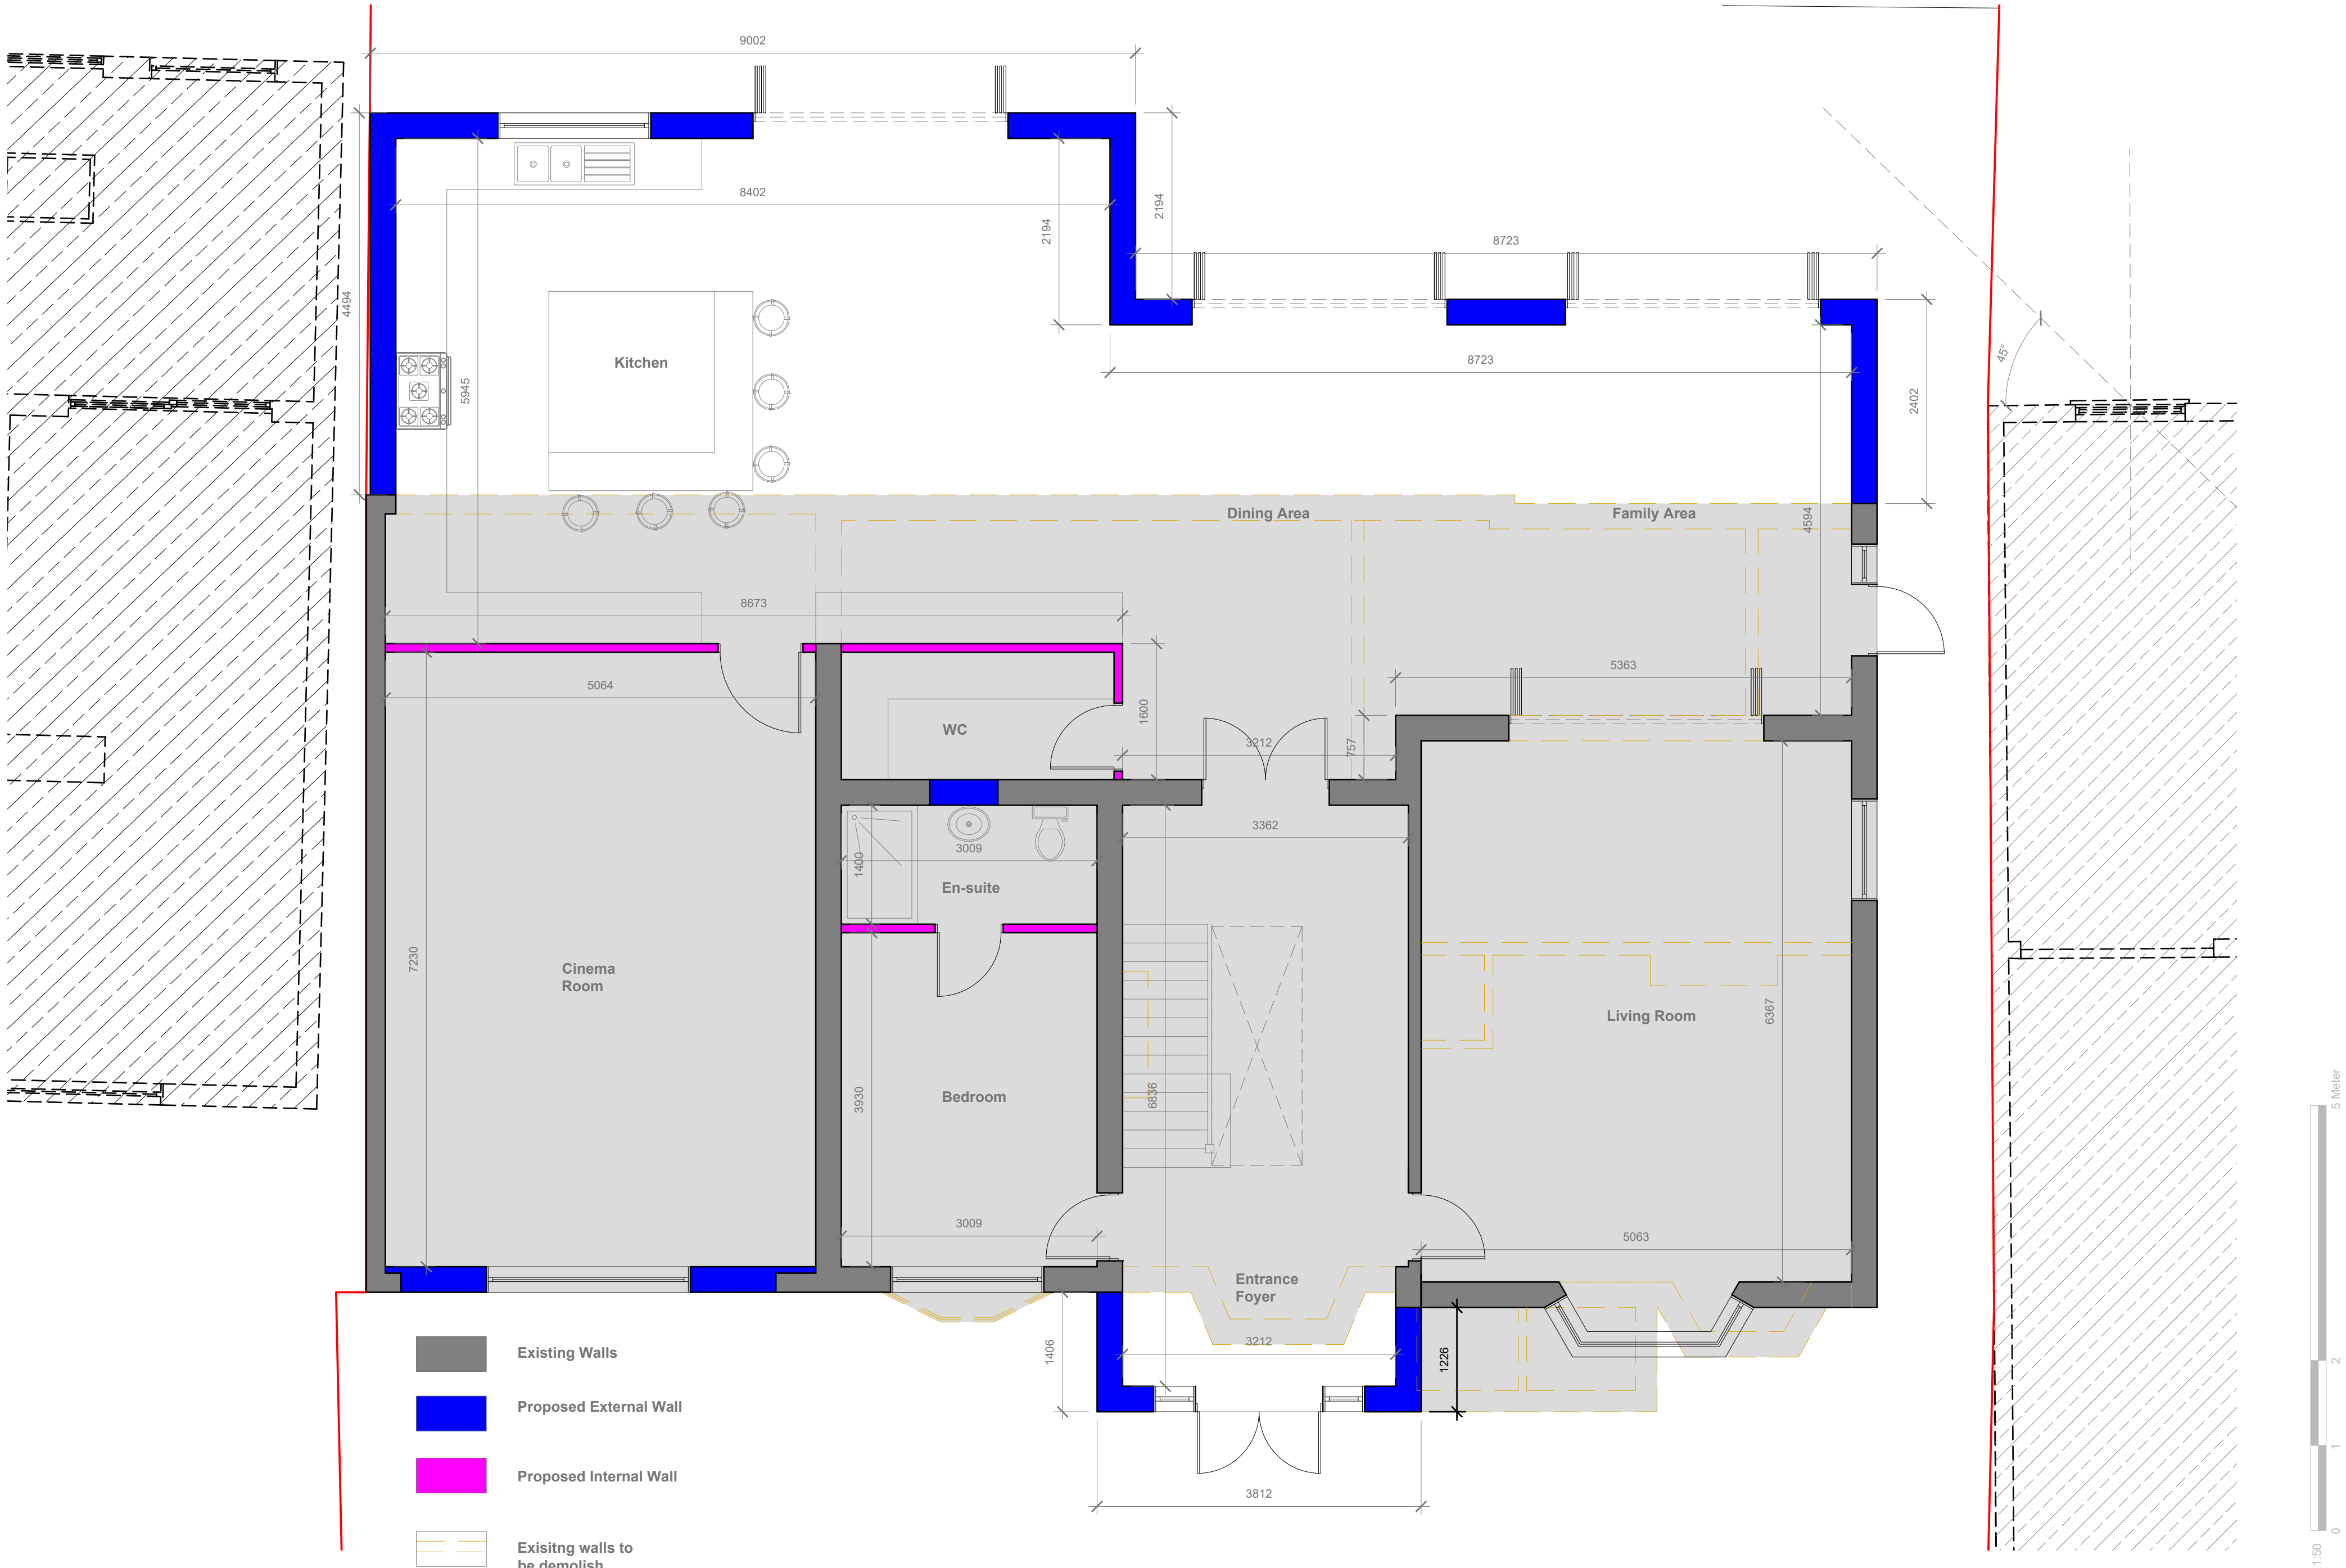 9002
8402
2194
2194
8723
4494
Kitchen
5945
8723
2402
45°
Dining Area
Family Area
4594
8673
5363
5064
1600
WC
3212
757
3362
1400
3009
En-suite
7230
Cinema
Room
Living Room
6367
3930
Bedroom
6836
3009
5063
Entrance
Foyer
1406
3212
1226
3812
Existing Walls
Proposed External Wall
Proposed Internal Wall
Exisitng walls to
be demolish
5 Meter
2
1
0
1:50